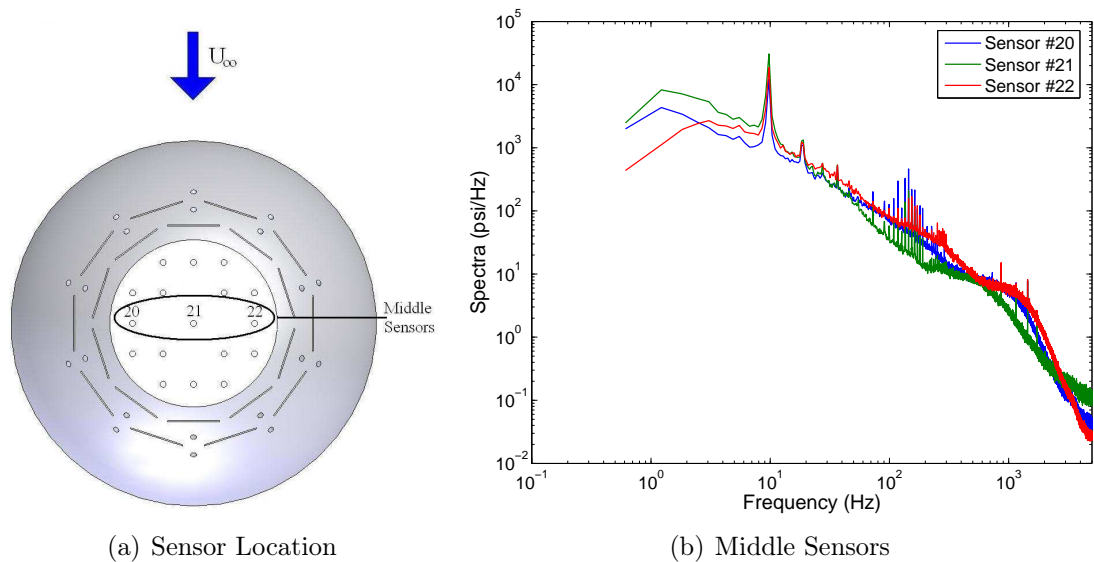 U∞
20 21 22
Middle
Sensors
(a) Sensor Location
10^5
10^4
10^3
10^2
10^1
10^0
10^-1
10^-2
Spectra (psi/Hz)
Sensor #20
Sensor #21
Sensor #22
10^-1 10^0 10^1 10^2 10^3
Frequency (Hz)
(b) Middle Sensors